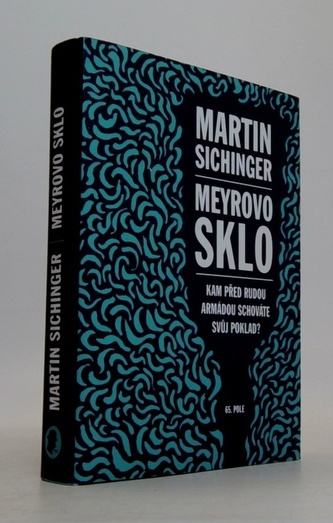 MARTIN
SICHINGER
MEYROVO
SKLO
KAM PŘED RUDOU
ARMÁDOU SCHOVÁTE
SVŮJ POKLAD?
65. POLE
MARTIN SICHINGER | MEYROVO SKLO